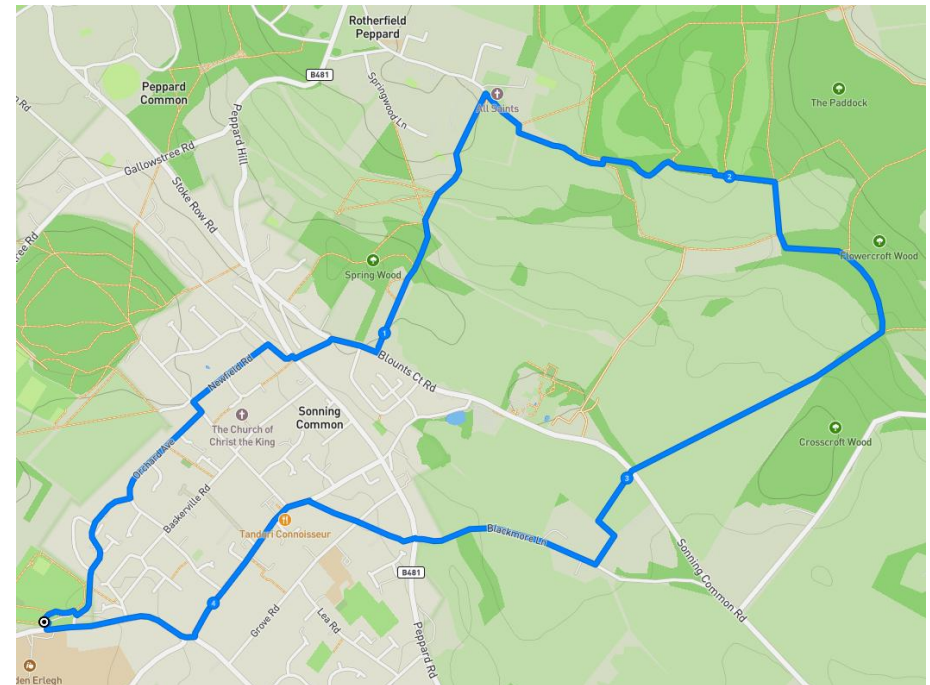 Rotherfield
Peppard
B481
All Saints
Peppard
Common
Springwood Ln
The Paddock
Peppard Hill
Gallowstree Rd
Stoke Row Rd
2
Spring Wood
Flowercroft Wood
1
Blounts Ct Rd
Newfield Rd
Sonning
Common
The Church of
Christ the King
Crosscroft Wood
Orchard Ave
3
Baskerville Rd
Tandori Connoisseur
Blackmore Ln
Sonning Common Rd
B481
4
Grove Rd
Lea Rd
Peppard Rd
den Erlegh